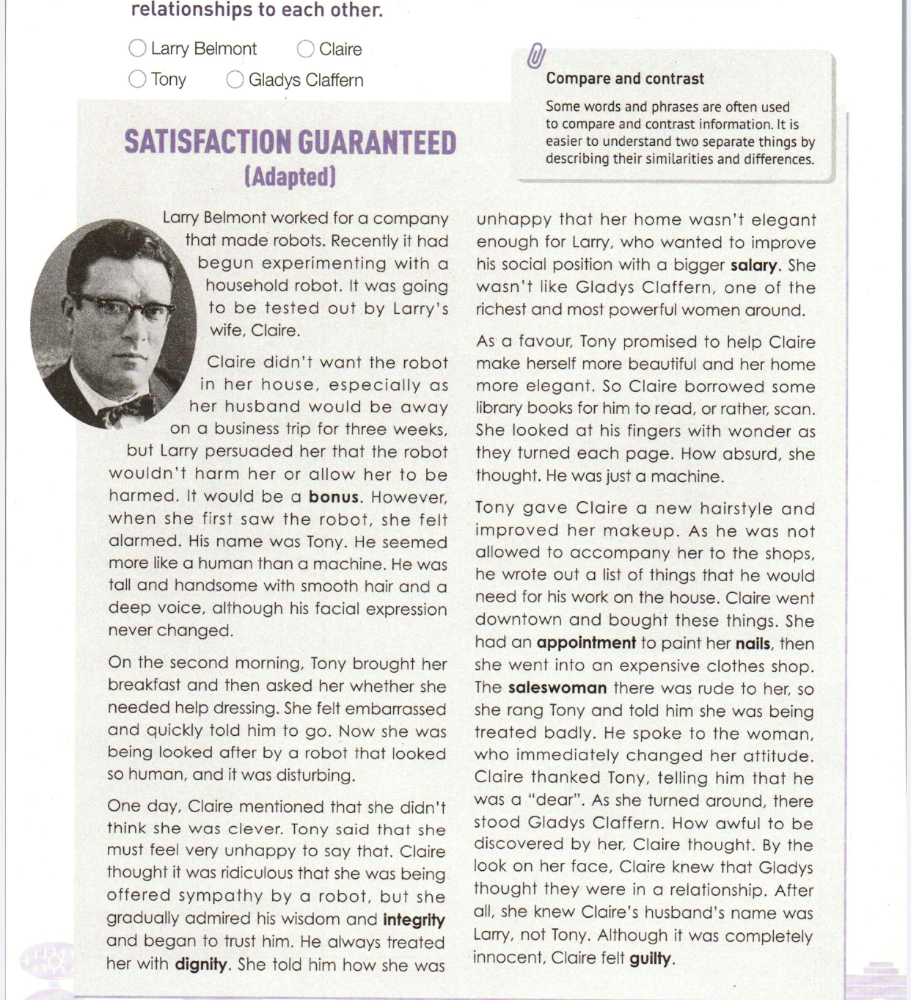 relationships to each other.
Larry Belmont
Claire
Tony
Gladys Claffern
Compare and contrast
Some words and phrases are often used
to compare and contrast information. It is
easier to understand two separate things by
describing their similarities and differences.
SATISFACTION GUARANTEED
(Adapted)
Larry Belmont worked for a company
that made robots. Recently it had
begun experimenting with a
household robot. It was going
to be tested out by Larry's
wife, Claire.
Claire didn't want the robot
in her house, especially as
her husband would be away
on a business trip for three weeks,
but Larry persuaded her that the robot
wouldn't harm her or allow her to be
harmed. It would be a bonus. However,
when she first saw the robot, she felt
alarmed. His name was Tony. He seemed
more like a human than a machine. He was
tall and handsome with smooth hair and a
deep voice, although his facial expression
never changed.
On the second morning, Tony brought her
breakfast and then asked her whether she
needed help dressing. She felt embarrassed
and quickly told him to go. Now she was
being looked after by a robot that looked
so human, and it was disturbing.
One day, Claire mentioned that she didn't
think she was clever. Tony said that she
must feel very unhappy to say that. Claire
thought it was ridiculous that she was being
offered sympathy by a robot, but she
gradually admired his wisdom and integrity
and began to trust him. He always treated
her with dignity. She told him how she was
unhappy that her home wasn't elegant
enough for Larry, who wanted to improve
his social position with a bigger salary. She
wasn't like Gladys Claffern, one of the
richest and most powerful women around.
As a favour, Tony promised to help Claire
make herself more beautiful and her home
more elegant. So Claire borrowed some
library books for him to read, or rather, scan.
She looked at his fingers with wonder as
they turned each page. How absurd, she
thought. He was just a machine.
Tony gave Claire a new hairstyle and
improved her makeup. As he was not
allowed to accompany her to the shops,
he wrote out a list of things that he would
need for his work on the house. Claire went
downtown and bought these things. She
had an appointment to paint her nails, then
she went into an expensive clothes shop.
The saleswoman there was rude to her, so
she rang Tony and told him she was being
treated badly. He spoke to the woman,
who immediately changed her attitude.
Claire thanked Tony, telling him that he
was a "dear". As she turned around, there
stood Gladys Claffern. How awful to be
discovered by her, Claire thought. By the
look on her face, Claire knew that Gladys
thought they were in a relationship. After
all, she knew Claire's husband's name was
Larry, not Tony. Although it was completely
innocent, Claire felt guilty.